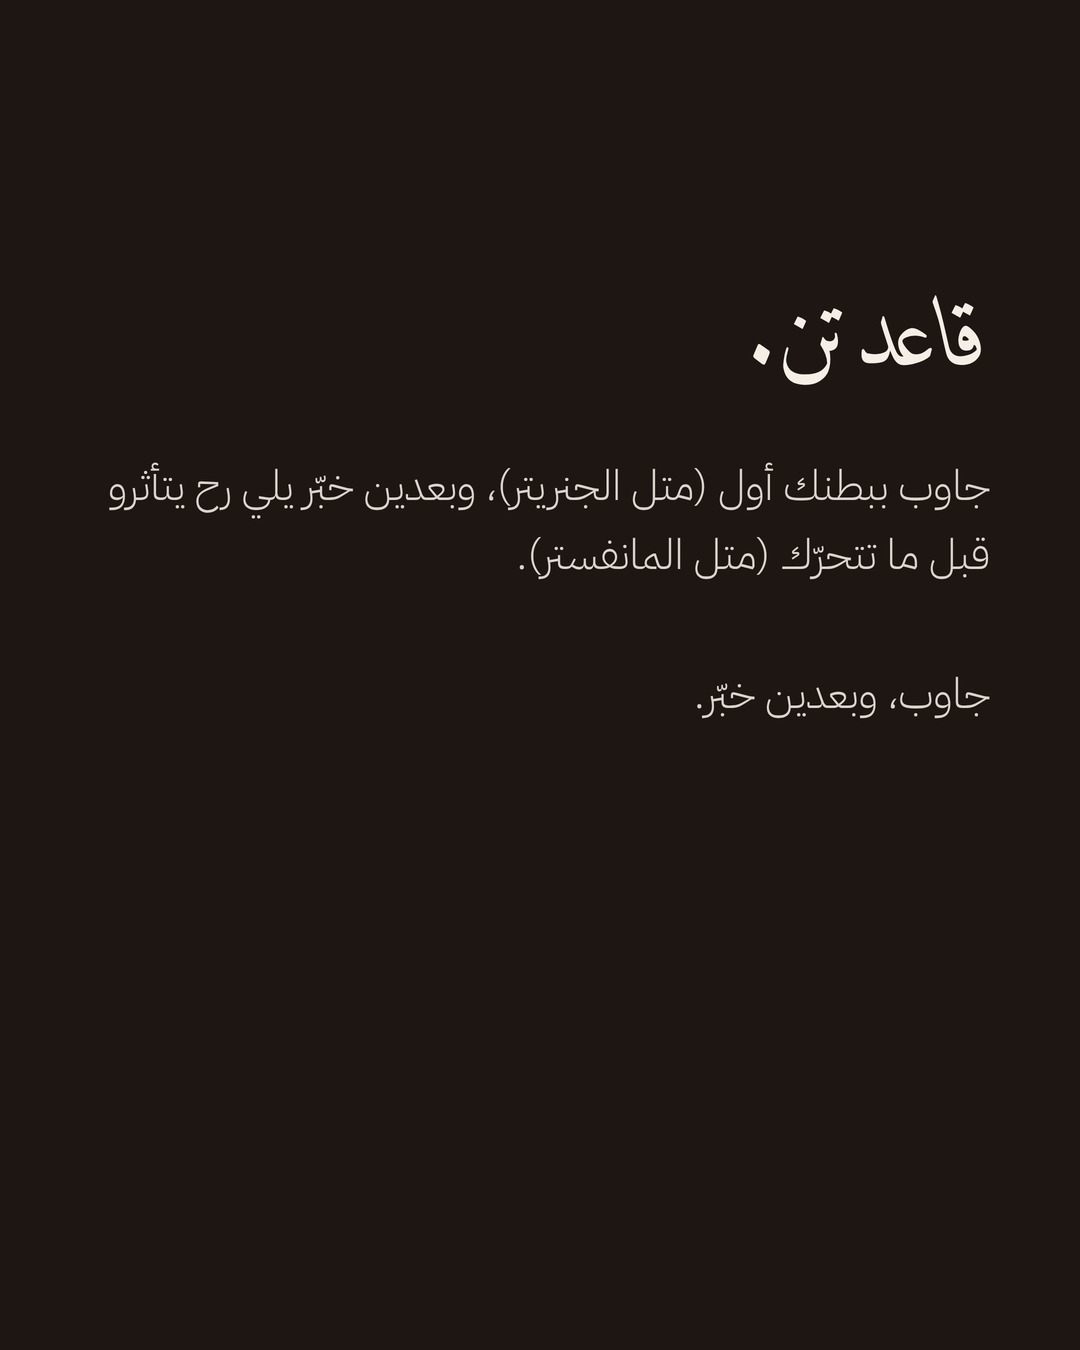 قاعد تن.
جاوب ببطنك أول (متل الجنريتر)، وبعدين خبّر يلي رح يتأثرو
قبل ما تتحرّك (متل المانفستر).
جاوب، وبعدين خبّر.